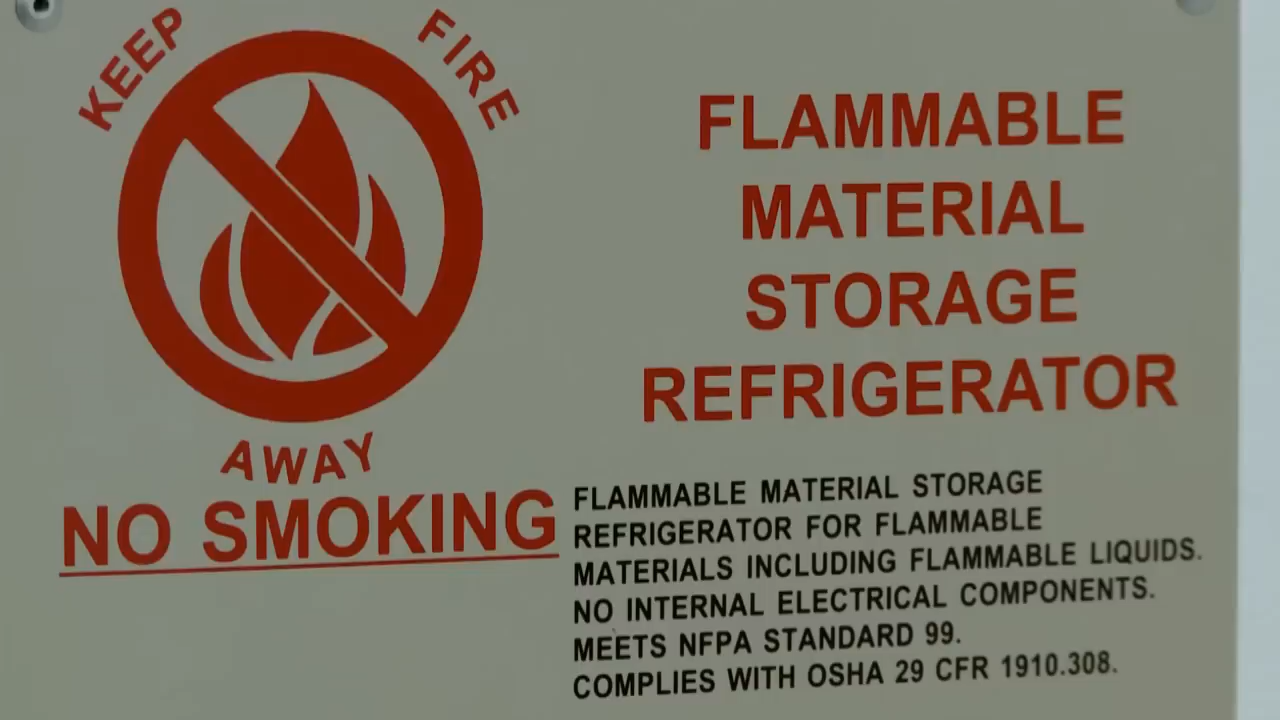 KEEP FIRE
AWAY
NO SMOKING
FLAMMABLE
MATERIAL
STORAGE
REFRIGERATOR
FLAMMABLE MATERIAL STORAGE
REFRIGERATOR FOR FLAMMABLE
MATERIALS INCLUDING FLAMMABLE LIQUIDS.
NO INTERNAL ELECTRICAL COMPONENTS.
MEETS NFPA STANDARD 99.
COMPLIES WITH OSHA 29 CFR 1910.308.